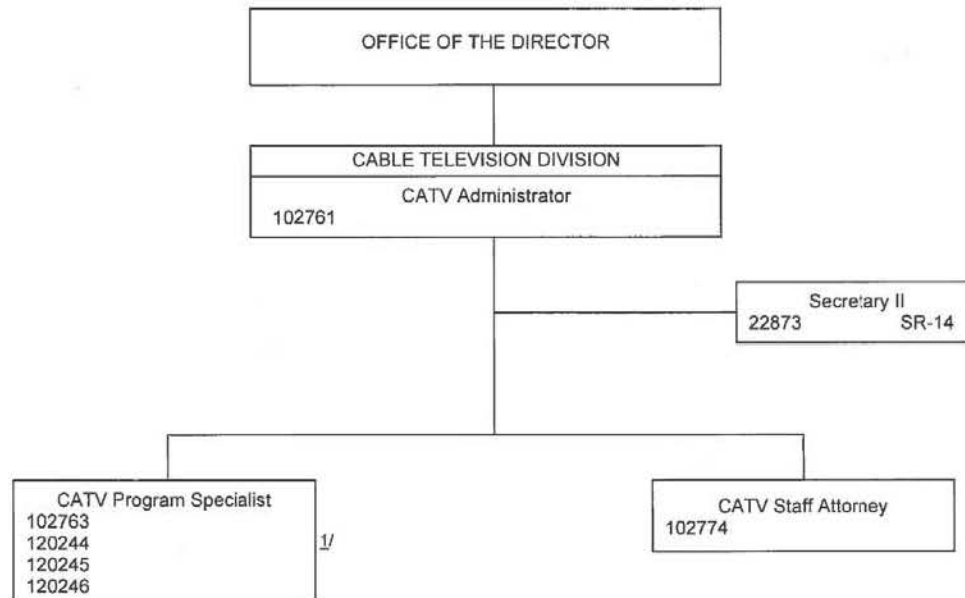 OFFICE OF THE DIRECTOR
CABLE TELEVISION DIVISION
CATV Administrator
102761
Secretary II
22873 SR-14
CATV Program Specialist
102763
120244 1/
120245
120246
CATV Staff Attorney
102774